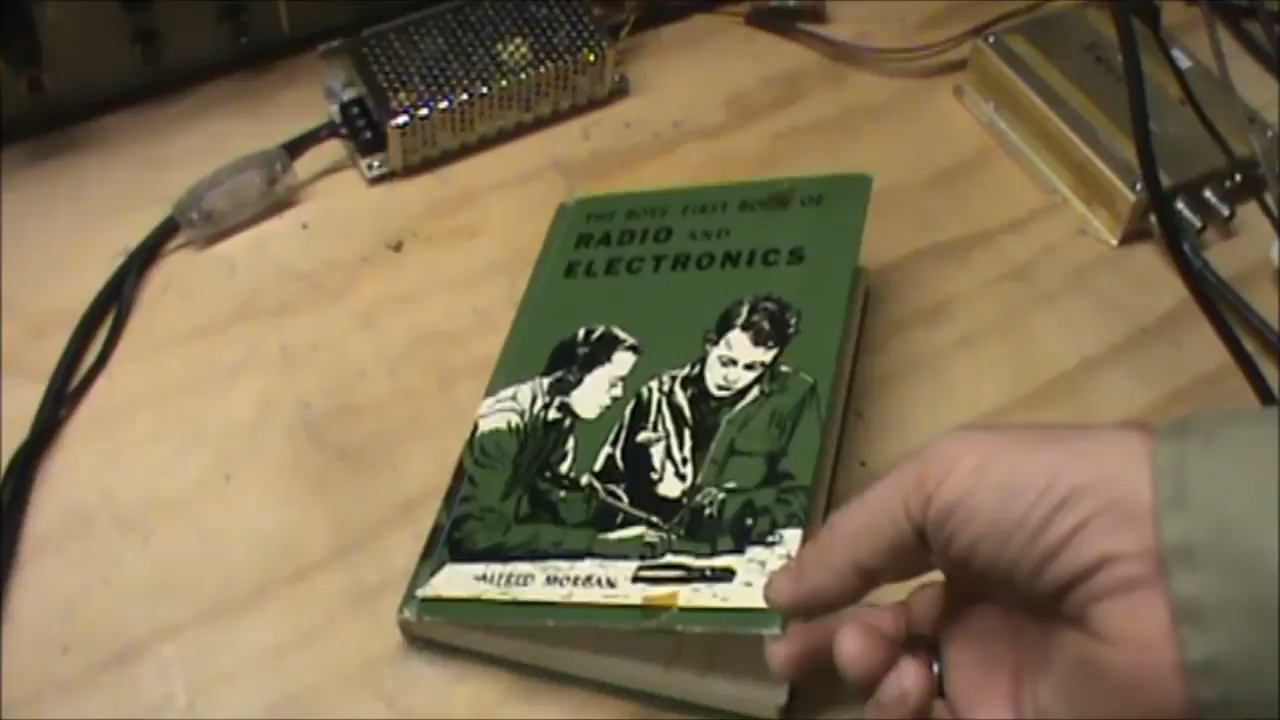 THE BOYS' FIRST BOOK OF
RADIO AND
ELECTRONICS
ALFRED MORGAN